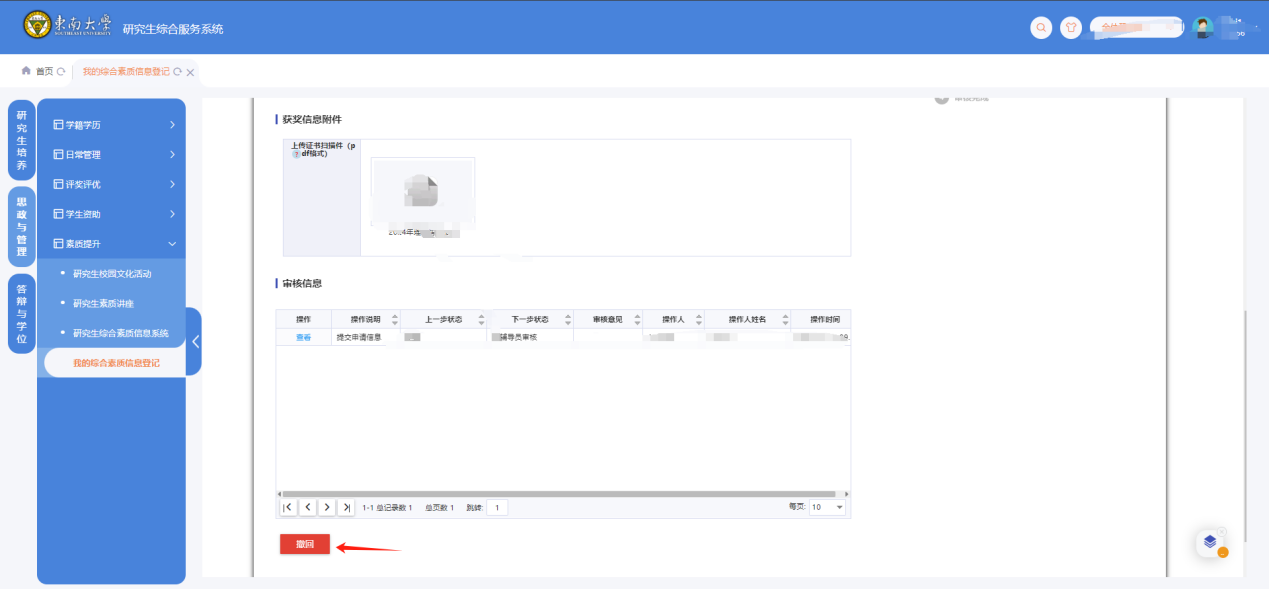 東南大學
SOUTHEAST UNIVERSITY
研究生综合服务系统
首页
我的综合素质信息登记
研究生培养
思政与管理
答辩与学位
学籍学历
日常管理
评奖评优
学生资助
素质提升
研究生校园文化活动
研究生素质讲座
研究生综合素质信息系统
我的综合素质信息登记
获奖信息附件
上传证书扫描件（p
df格式）
审核信息
操作 操作说明 上一步状态 下一步状态 审核意见 操作人 操作人姓名 操作时间
查看 提交申请信息 辅导员审核
1-1 总记录数 1 总页数 1 跳转: 1 每页: 10
撤回